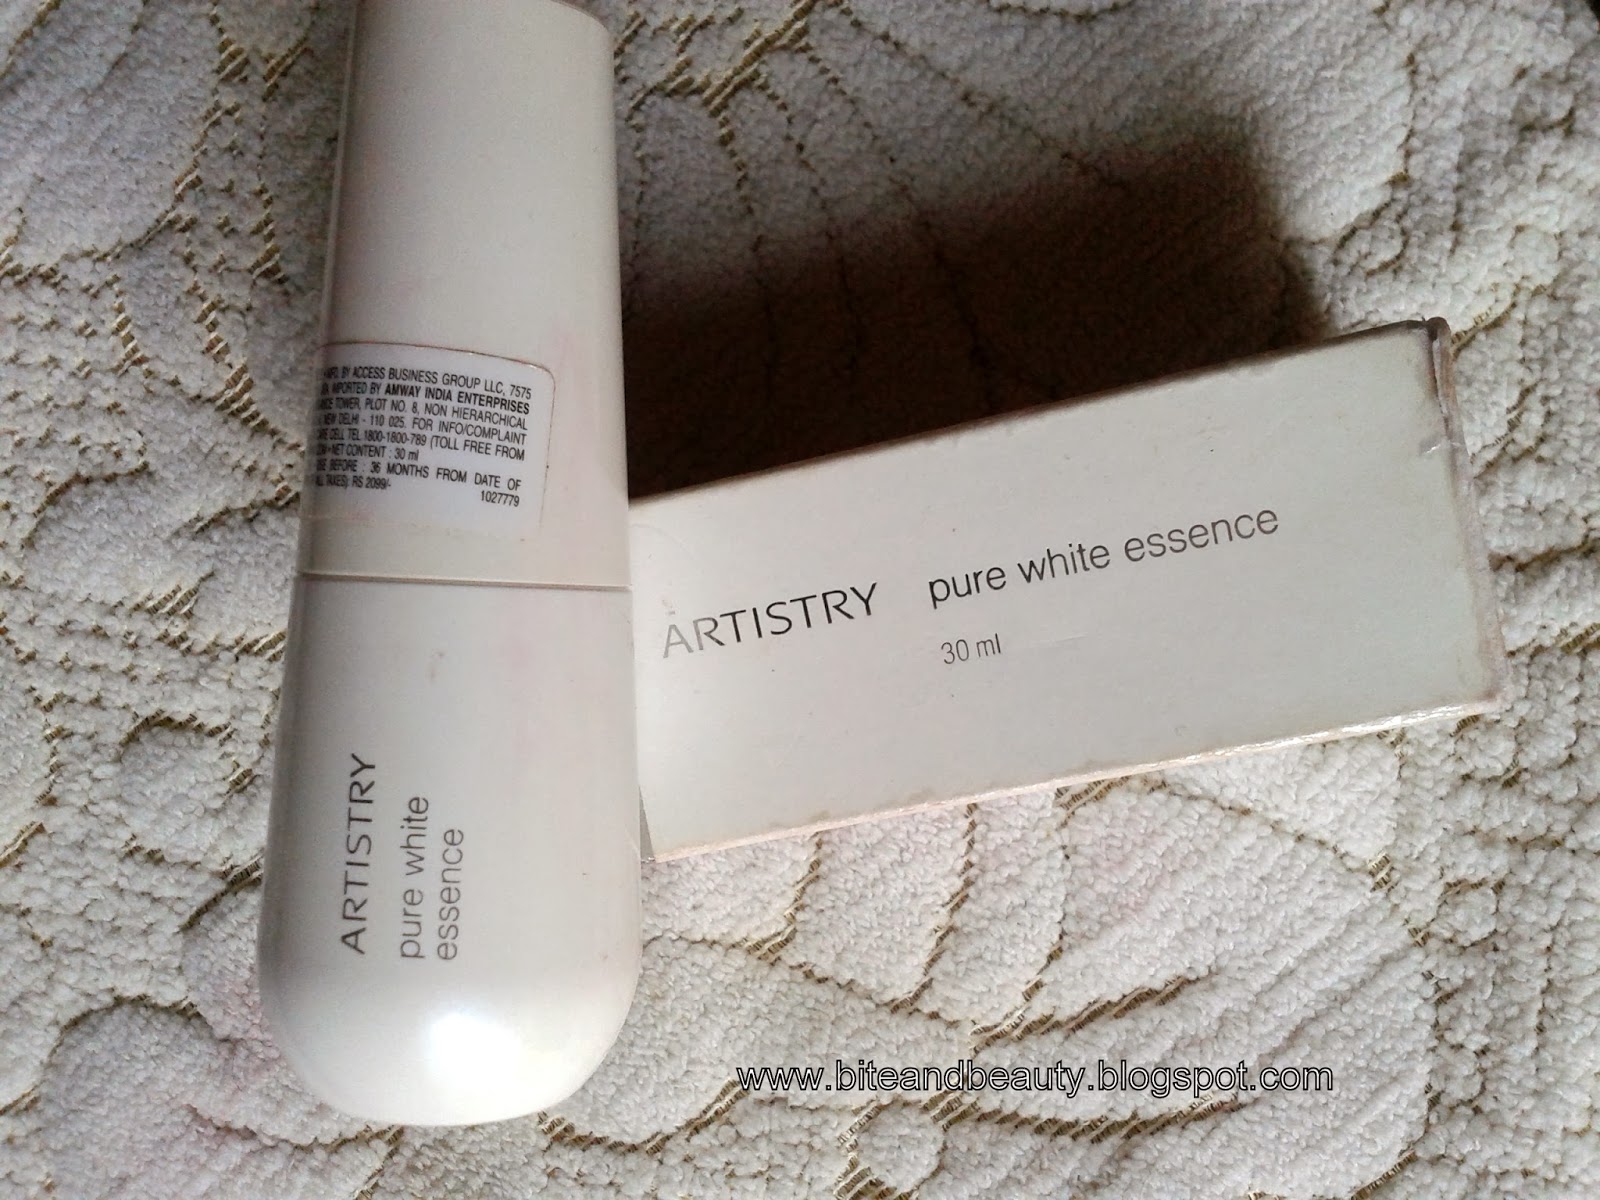 MFD. BY ACCESS BUSINESS GROUP LLC, 7575
IMPORTED BY AMWAY INDIA ENTERPRISES
TOWER, PLOT NO. 8, NON HIERARCHICAL
NEW DELHI - 110 025. FOR INFO/COMPLAINT
CARE CELL TEL.1800-1800-789 (TOLL FREE FROM
NET CONTENT : 30 ml
BEFORE : 36 MONTHS FROM DATE OF
ALL TAXES): RS 2099/-
1027779
ARTISTRY
pure white
essence
ARTISTRY pure white essence
30 ml
www.biteandbeauty.blogspot.com